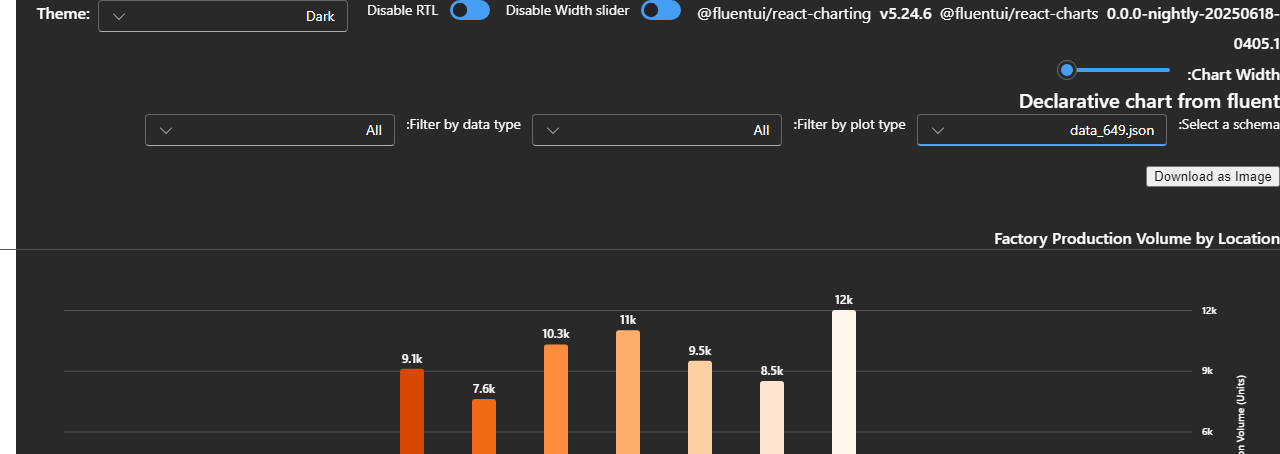 Theme:
Dark
Disable RTL
Disable Width slider
@fluentui/react-charting v5.24.6 @fluentui/react-charts 0.0.0-nightly-20250618-
0405.1
:Chart Width
Declarative chart from fluent
:Select a schema
data_649.json
:Filter by plot type
All
:Filter by data type
All
Download as Image
Factory Production Volume by Location
12k
9k
6k
9.1k
7.6k
10.3k
11k
9.5k
8.5k
12k
Volume (Units)